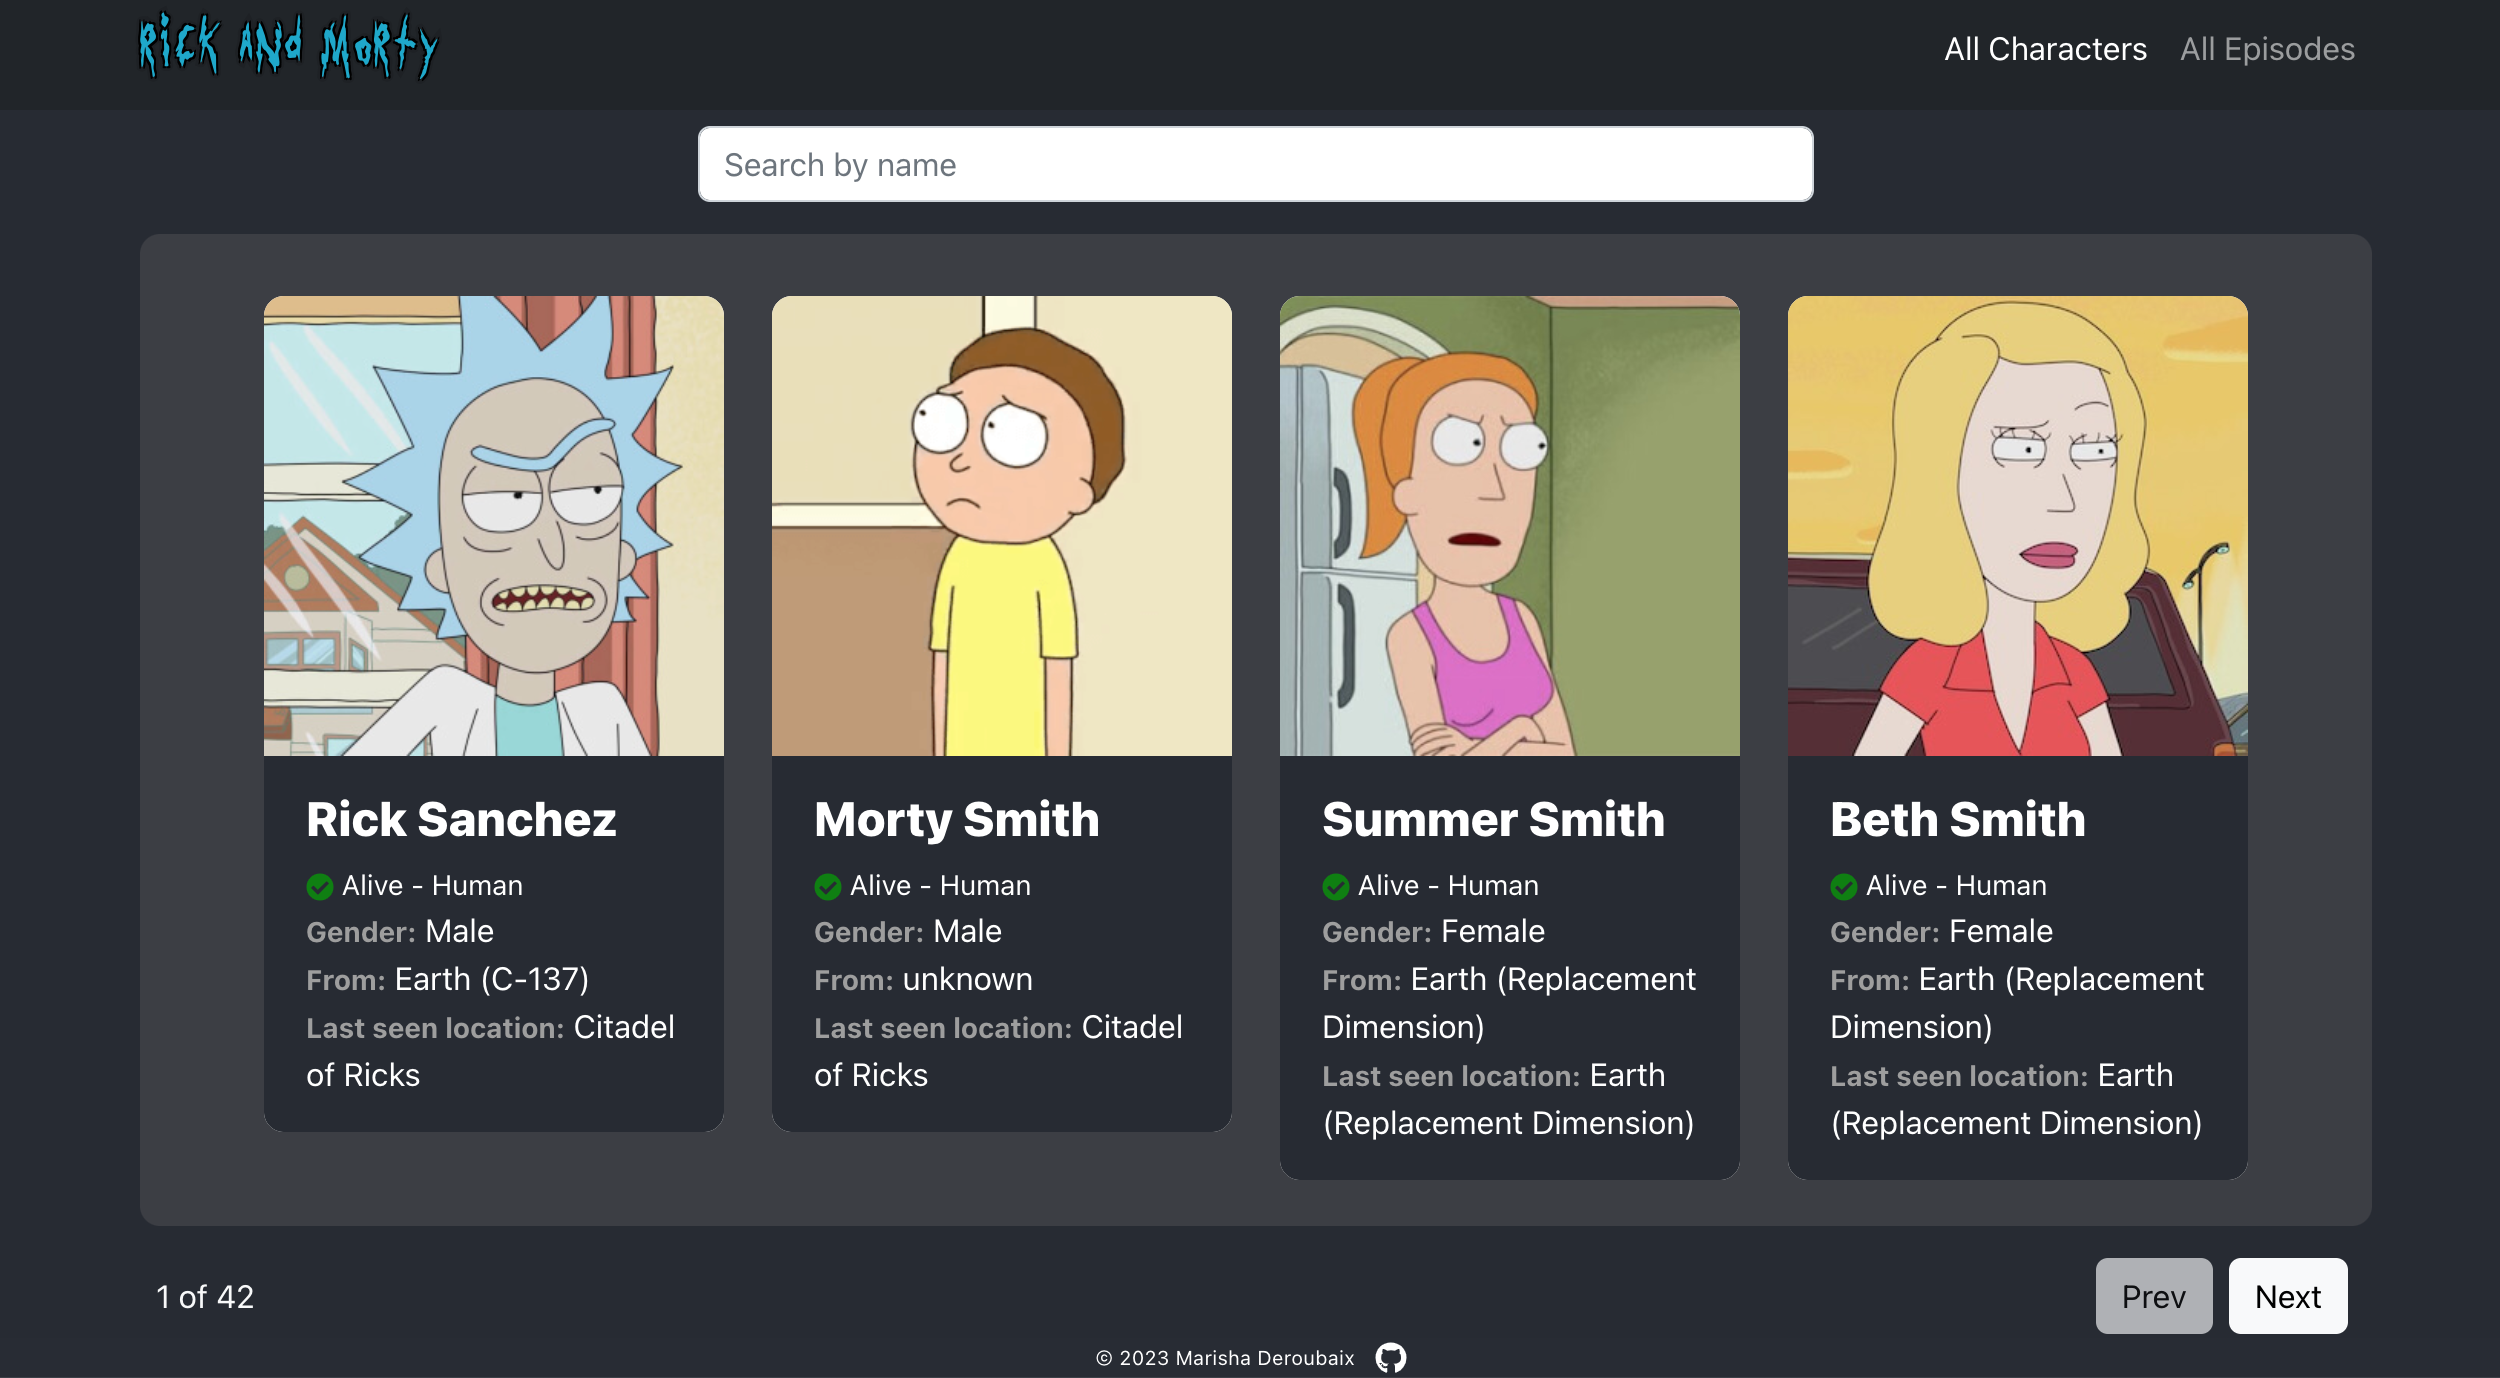 Rick and Morty
All Characters All Episodes
Search by name
Rick Sanchez
Alive - Human
Gender: Male
From: Earth (C-137)
Last seen location: Citadel
of Ricks
Morty Smith
Alive - Human
Gender: Male
From: unknown
Last seen location: Citadel
of Ricks
Summer Smith
Alive - Human
Gender: Female
From: Earth (Replacement
Dimension)
Last seen location: Earth
(Replacement Dimension)
Beth Smith
Alive - Human
Gender: Female
From: Earth (Replacement
Dimension)
Last seen location: Earth
(Replacement Dimension)
1 of 42
Prev Next
© 2023 Marisha Deroubaix